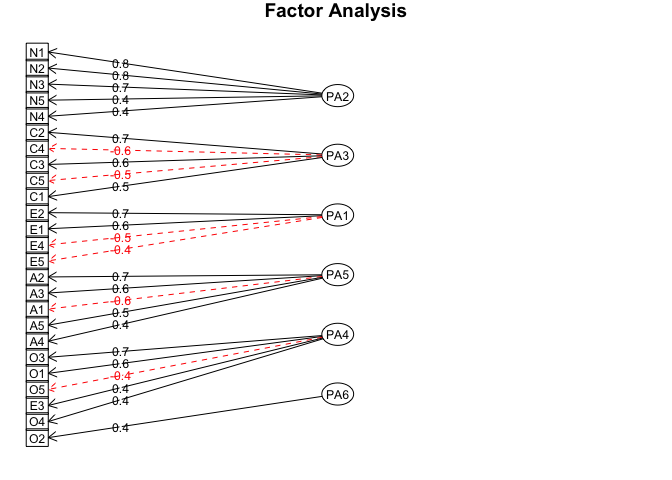 Factor Analysis
N1
N2
N3
N5
N4
C2
C4
C3
C5
C1
E2
E1
E4
E5
A2
A3
A1
A5
A4
O3
O1
O5
E3
O4
O2
0.8
0.8
0.7
0.4
0.4
0.7
-0.6
0.6
-0.5
0.5
0.7
0.6
-0.5
-0.4
0.7
0.6
-0.6
0.5
0.4
0.7
0.6
-0.4
0.4
0.4
0.4
PA2
PA3
PA1
PA5
PA4
PA6